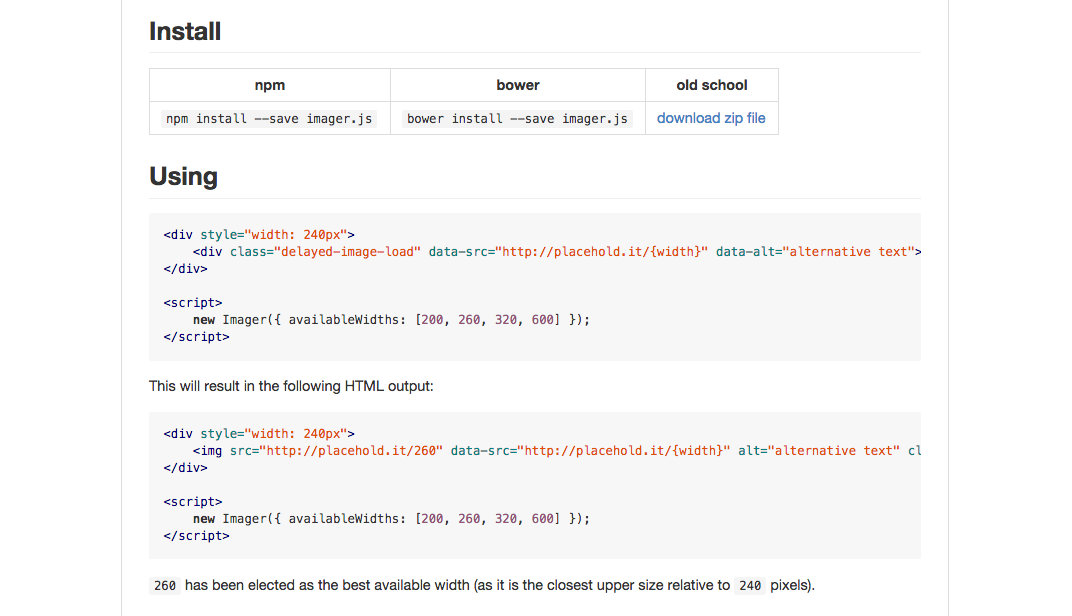 Install
npm bower old school
npm install --save imager.js bower install --save imager.js download zip file
Using
<div style="width: 240px">
    <div class="delayed-image-load" data-src="http://placehold.it/{width}" data-alt="alternative text">
</div>
<script>
    new Imager({ availableWidths: [200, 260, 320, 600] });
</script>
This will result in the following HTML output:
<div style="width: 240px">
    <img src="http://placehold.it/260" data-src="http://placehold.it/{width}" alt="alternative text" cl
</div>
<script>
    new Imager({ availableWidths: [200, 260, 320, 600] });
</script>
260 has been elected as the best available width (as it is the closest upper size relative to 240 pixels).